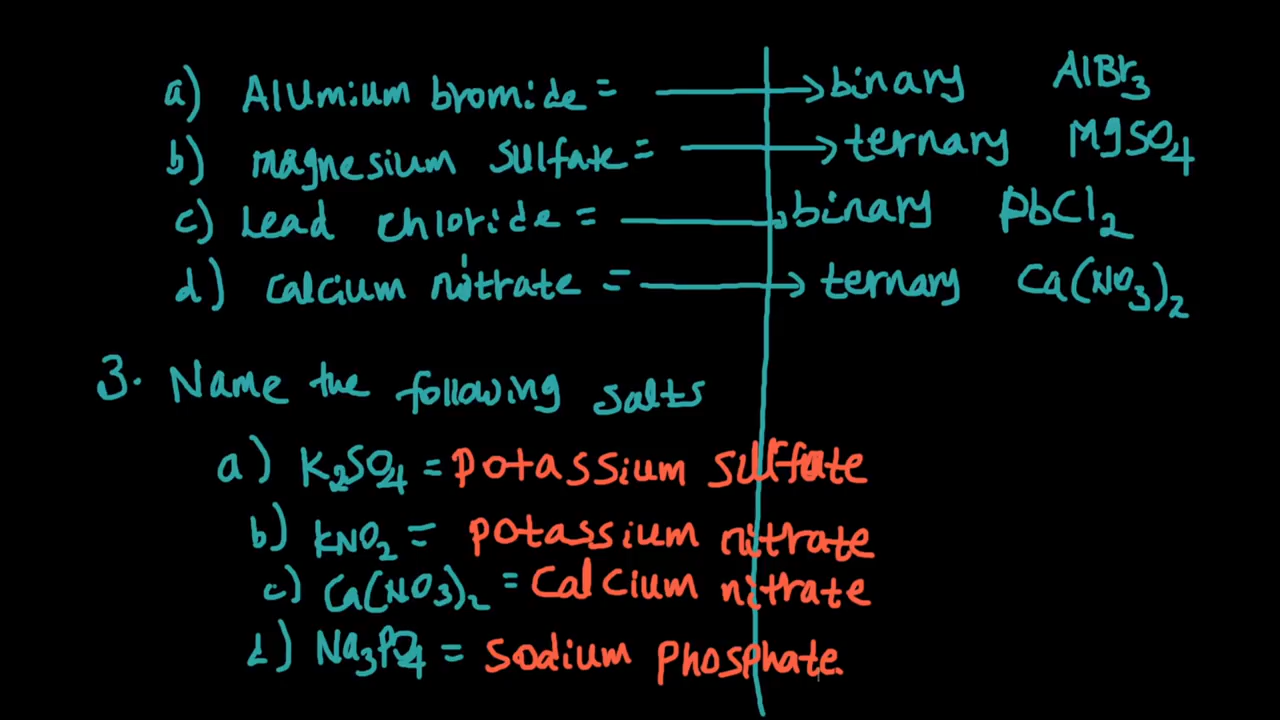 a) Alumium bromide = → binary AlBr3
b) magnesium sulfate = → ternary MgSO4
c) Lead chloride = → binary PbCl2
d) calcium nitrate = → ternary Ca(NO3)2
3. Name the following salts
a) K2SO4 = potassium sulfate
b) KNO2 = potassium nitrate
c) Ca(NO3)2 = Calcium nitrate
d) Na3PO4 = Sodium Phosphate.